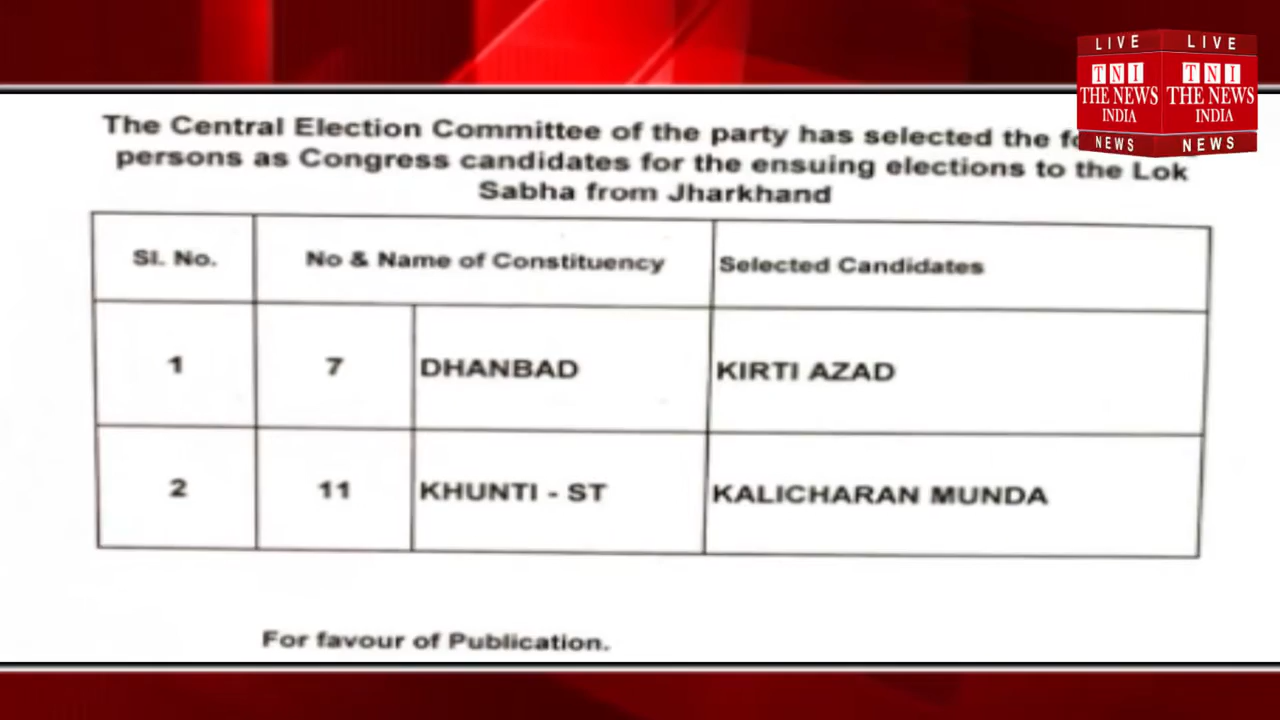 LIVE LIVE
TNI TNI
THE NEWS THE NEWS
INDIA INDIA
NEWS NEWS
The Central Election Committee of the party has selected the
persons as Congress candidates for the ensuing elections to the Lok
Sabha from Jharkhand
Sl. No. No & Name of Constituency Selected Candidates
1 7 DHANBAD KIRTI AZAD
2 11 KHUNTI - ST KALICHARAN MUNDA
For favour of Publication.